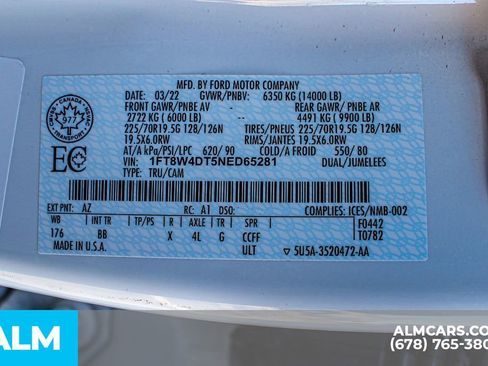 MFD. BY FORD MOTOR COMPANY
DATE: 03/22 GVWR/PNBV: 6350 KG (14000 LB)
FRONT GAWR/PNBE AV REAR GAWR/ PNBE AR
2722 KG ( 6000 LB) 4491 KG ( 9900 LB)
225/70R19.5G 128/126N TIRES/PNEUS 225/70R19.5G 128/126N
19.5X6.0RW RIMS/JANTES 19.5X6.0RW
AT/A kPa/PSI/LPC 620/ 90 COLD/A FROID 550/ 80
VIN: 1FT8W4DT5NED65281 DUAL/JUMELEES
TYPE: TRU/CAM
CANADA
977
TRANSPORT
EC
EXT PNT: AZ RC: A1 DSO: COMPLIES: ICES/NMB-002
WB INT TR TP/PS R AXLE TR SPR F0442
176 BB X 4L G CCFF T0782
MADE IN U.S.A. ULT 5U5A-3520472-AA
ALM
ALMCARS.CO
(678) 765-380